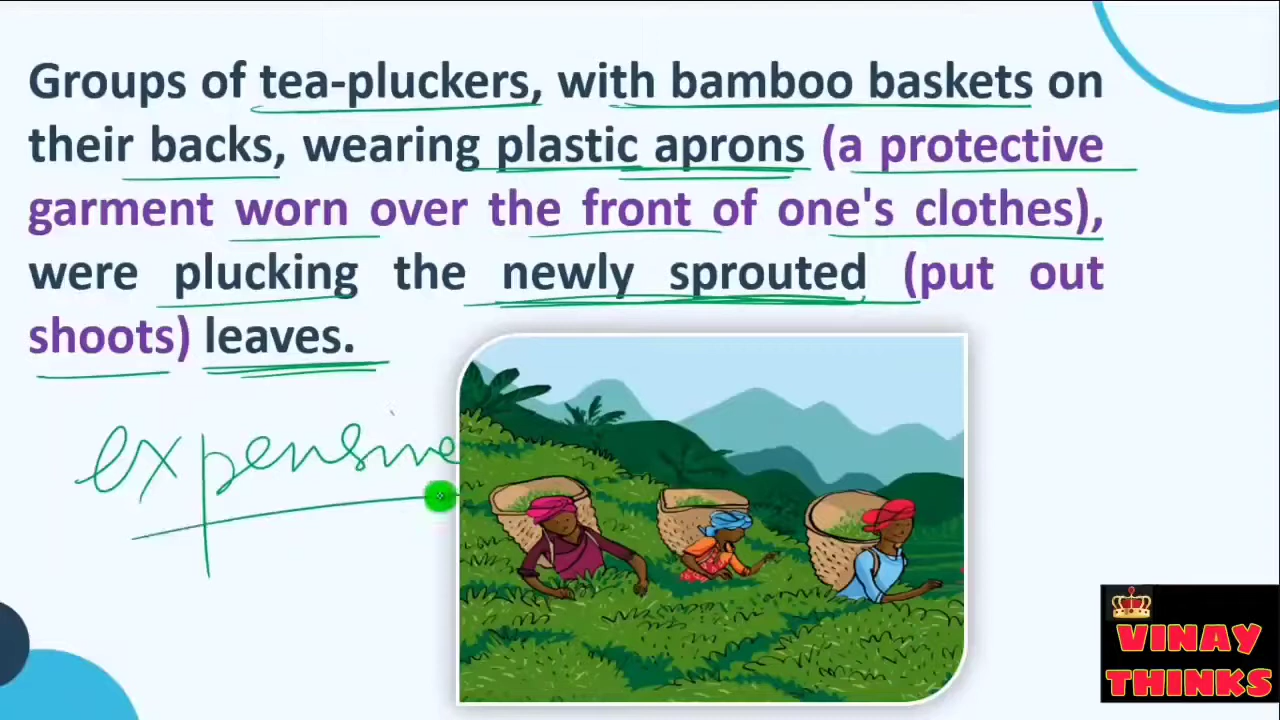 Groups of tea-pluckers, with bamboo baskets on
their backs, wearing plastic aprons (a protective
garment worn over the front of one's clothes),
were plucking the newly sprouted (put out
shoots) leaves.
expensive
VINAY
THINKS